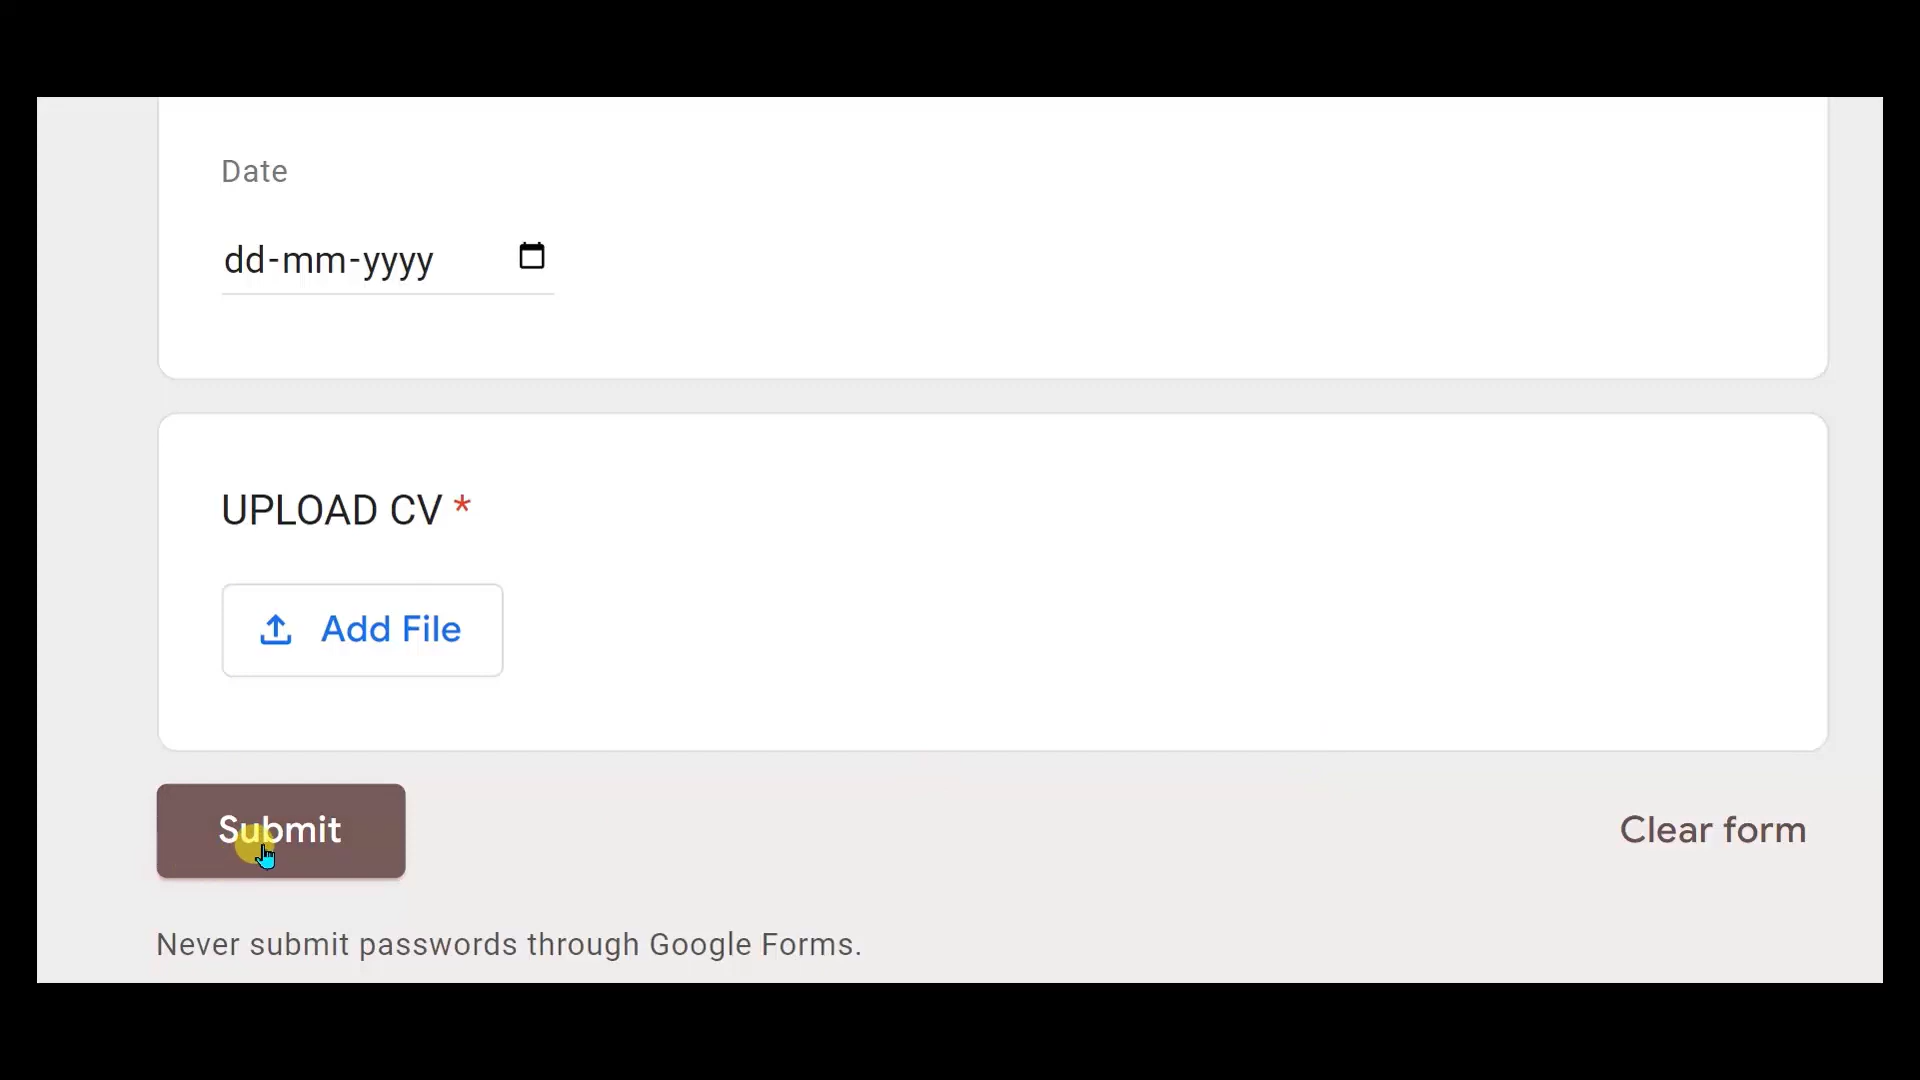 Date
dd-mm-yyyy
UPLOAD CV *
Add File
Submit
Clear form
Never submit passwords through Google Forms.